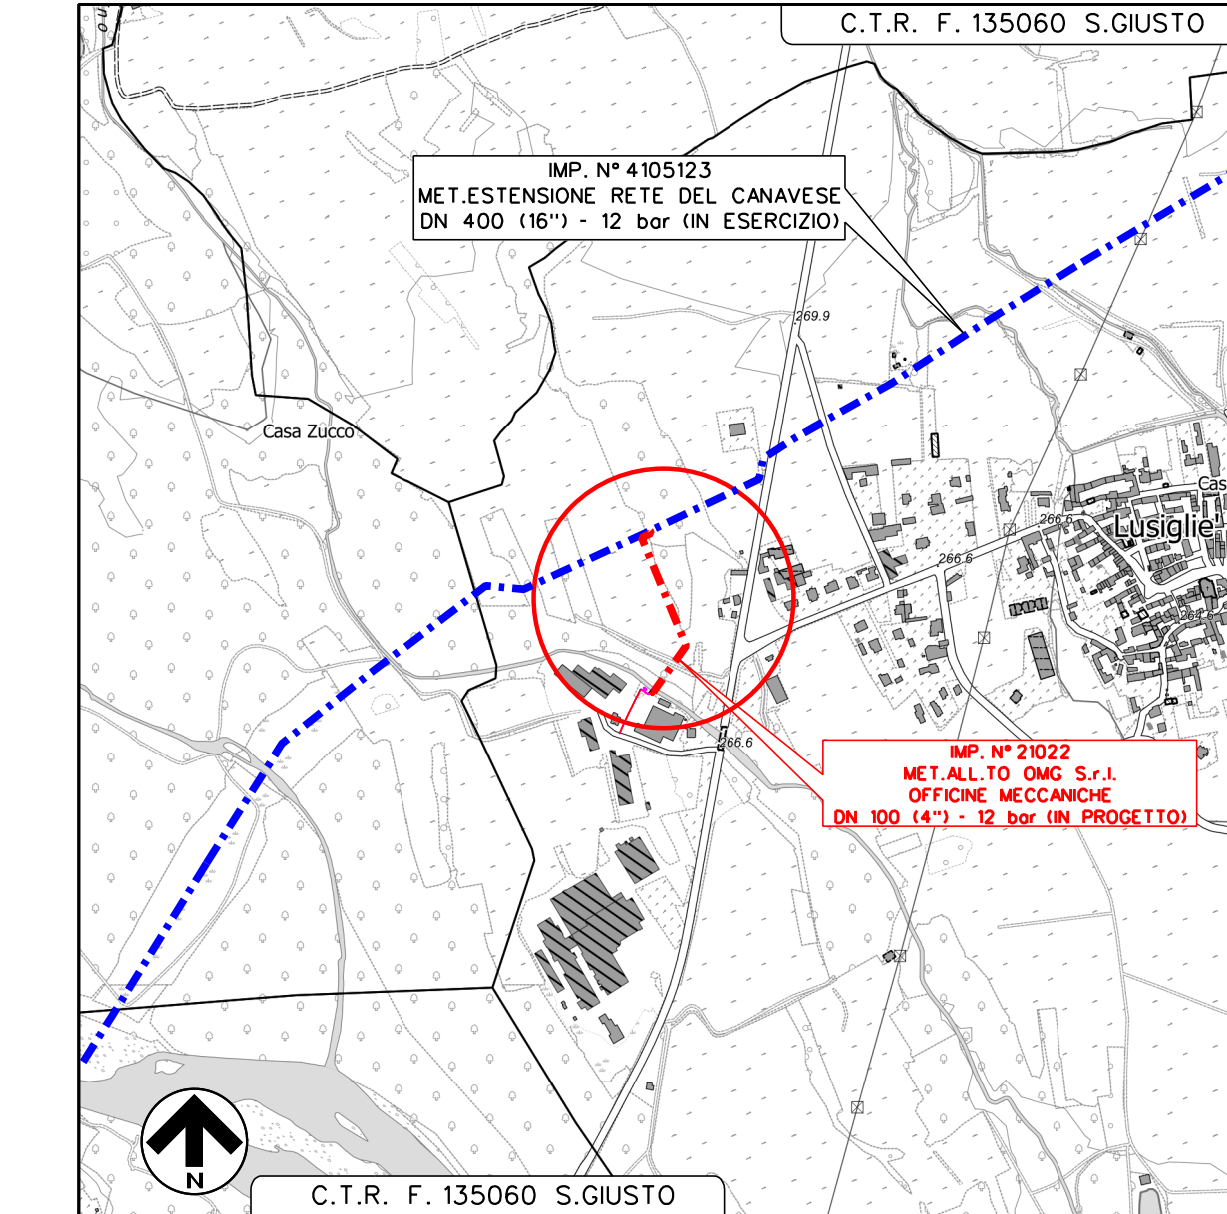 C.T.R. F. 135060 S.GIUSTO
IMP. N° 4105123
MET.ESTENSIONE RETE DEL CANAVESE
DN 400 (16") - 12 bar (IN ESERCIZIO)
269.9
Casa Zucco
Cas
266.6
Lusiglie'
266.6
264.6
266.6
IMP. N° 21022
MET.ALL.TO OMG S.r.l.
OFFICINE MECCANICHE
DN 100 (4") - 12 bar (IN PROGETTO)
N
C.T.R. F. 135060 S.GIUSTO